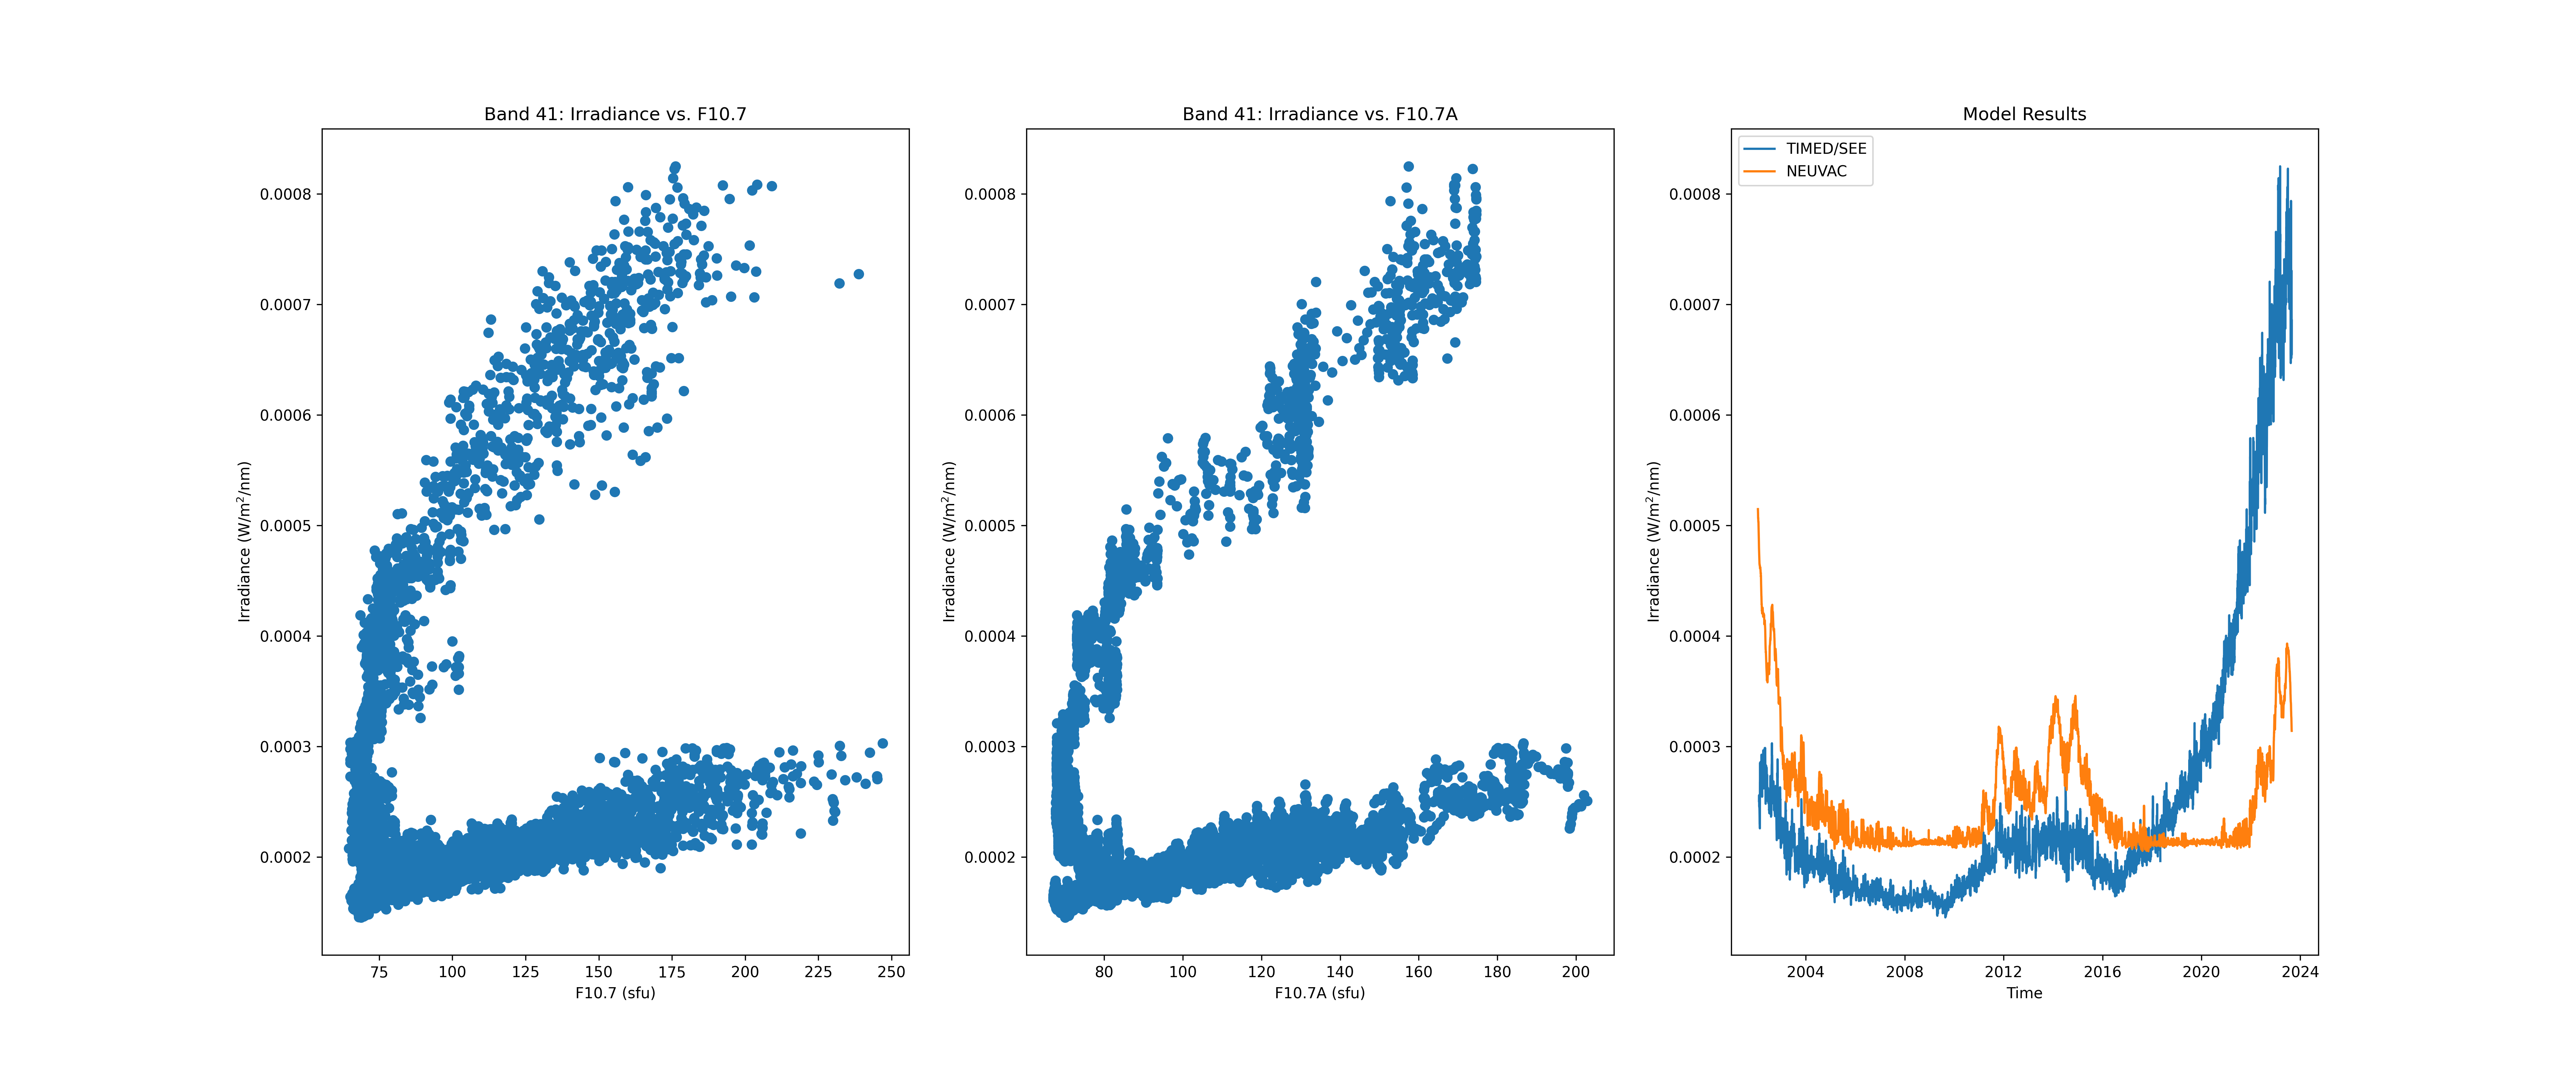 Band 41: Irradiance vs. F10.7
0.0008
0.0007
0.0006
0.0005
0.0004
0.0003
0.0002
Irradiance (W/m²/nm)
75 100 125 150 175 200 225 250
F10.7 (sfu)
Band 41: Irradiance vs. F10.7A
0.0008
0.0007
0.0006
0.0005
0.0004
0.0003
0.0002
Irradiance (W/m²/nm)
80 100 120 140 160 180 200
F10.7A (sfu)
Model Results
TIMED/SEE
NEUVAC
0.0008
0.0007
0.0006
0.0005
0.0004
0.0003
0.0002
Irradiance (W/m²/nm)
2004 2008 2012 2016 2020 2024
Time